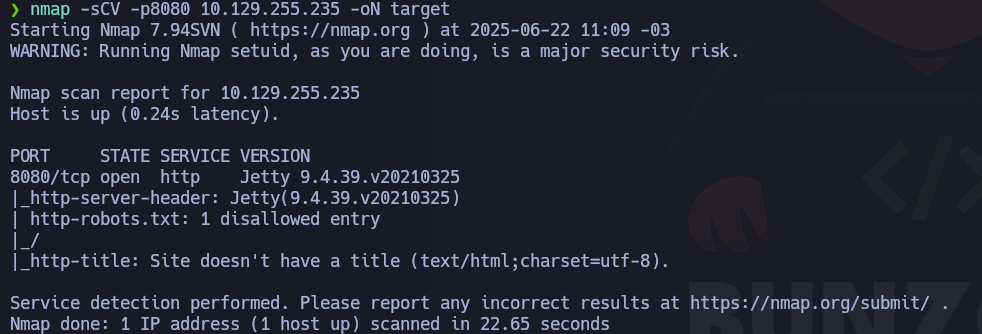 ❯ nmap -sCV -p8080 10.129.255.235 -oN target
Starting Nmap 7.94SVN ( https://nmap.org ) at 2025-06-22 11:09 -03
WARNING: Running Nmap setuid, as you are doing, is a major security risk.
Nmap scan report for 10.129.255.235
Host is up (0.24s latency).
PORT     STATE SERVICE VERSION
8080/tcp open  http    Jetty 9.4.39.v20210325
|_http-server-header: Jetty(9.4.39.v20210325)
| http-robots.txt: 1 disallowed entry
|_/
|_http-title: Site doesn't have a title (text/html;charset=utf-8).
Service detection performed. Please report any incorrect results at https://nmap.org/submit/ .
Nmap done: 1 IP address (1 host up) scanned in 22.65 seconds